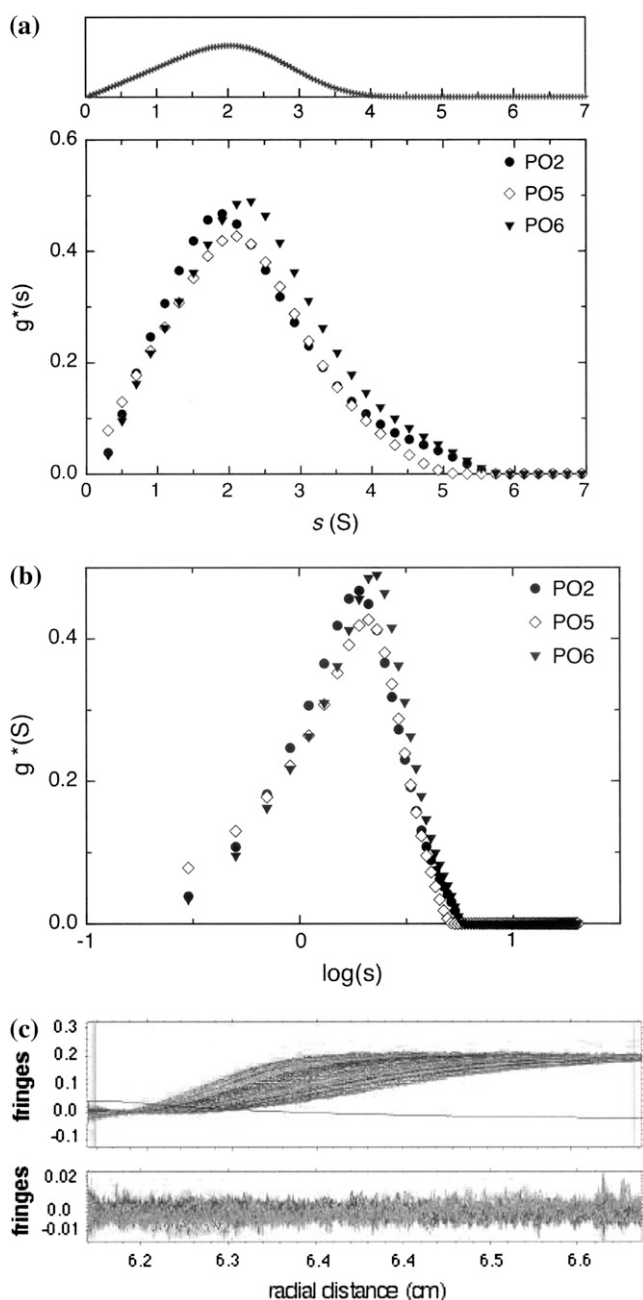 (a)
0 1 2 3 4 5 6 7
0.6
PO2
PO5
PO6
0.4
g*(s)
0.2
0.0
0 1 2 3 4 5 6 7
s (S)
(b)
PO2
PO5
PO6
0.4
g*(S)
0.2
0.0
-1 0 1
log(s)
(c)
fringes
0.3
0.2
0.1
0.0
-0.1
fringes
0.02
0.0
-0.01
6.2 6.3 6.4 6.4 6.5 6.6
radial distance (cm)